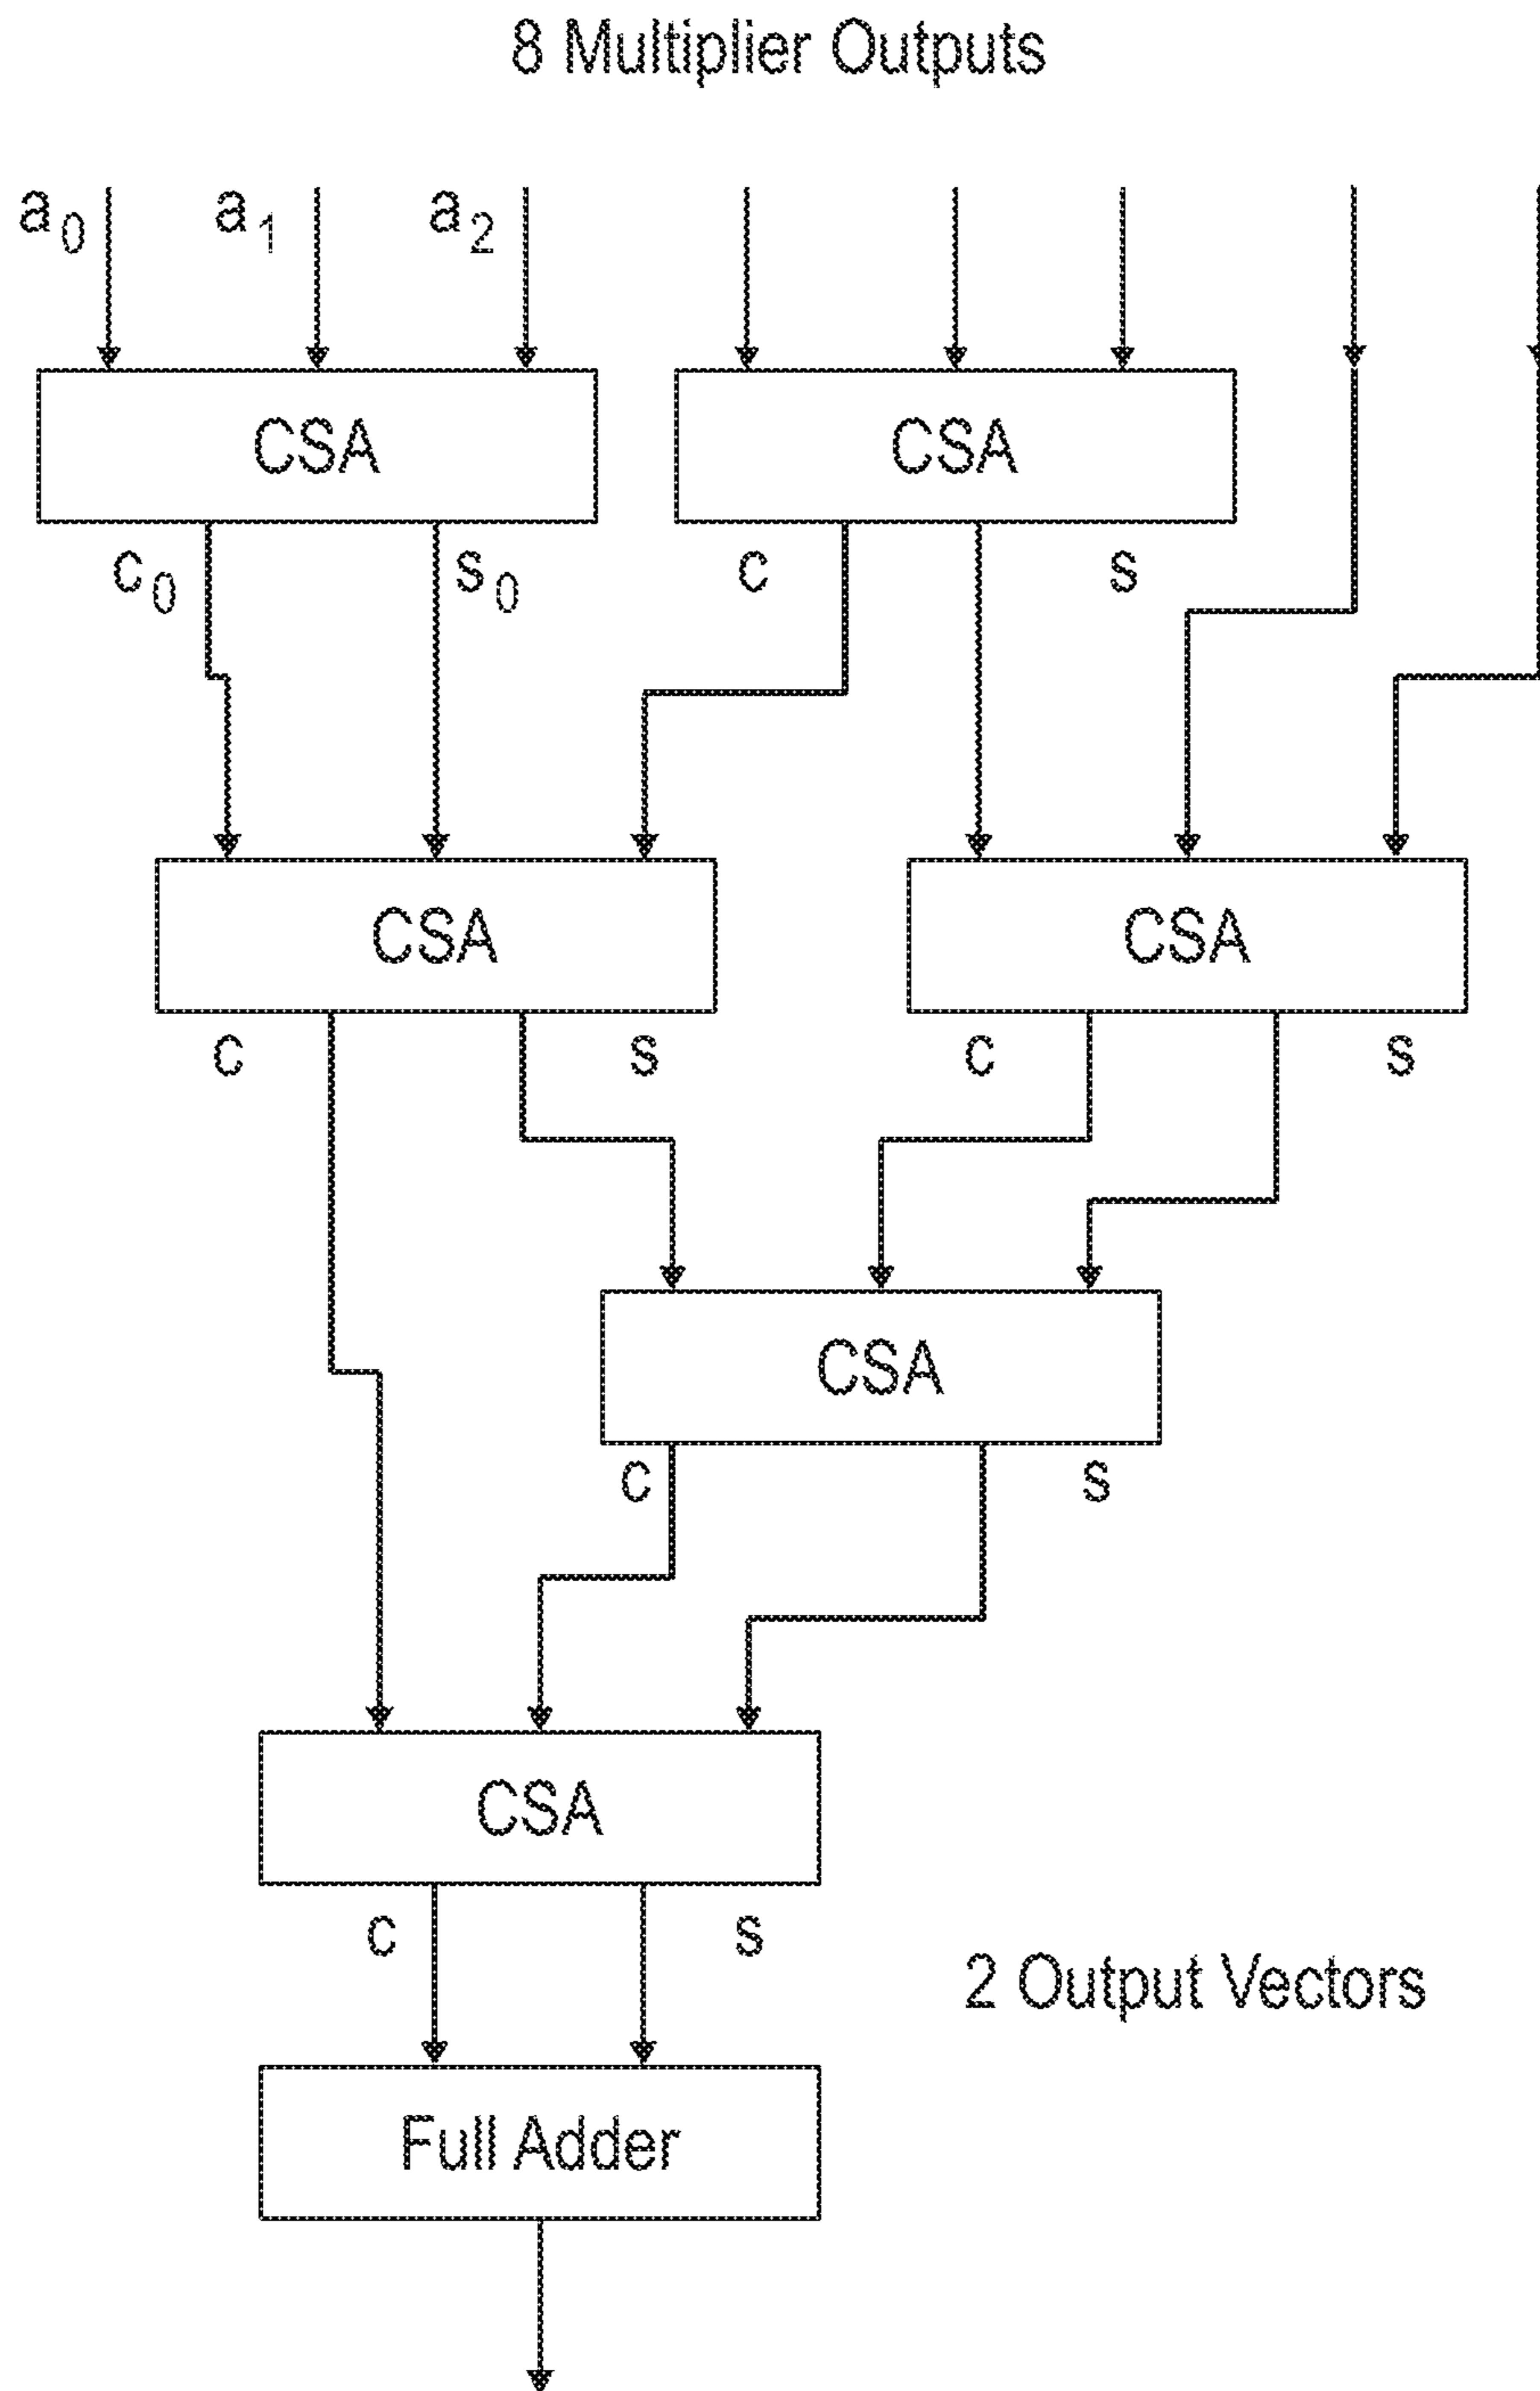 8 Multiplier Outputs
a0 a1 a2
CSA CSA
c0 s0 c s
CSA CSA
c s c s
CSA
c s
CSA
c s
2 Output Vectors
Full Adder